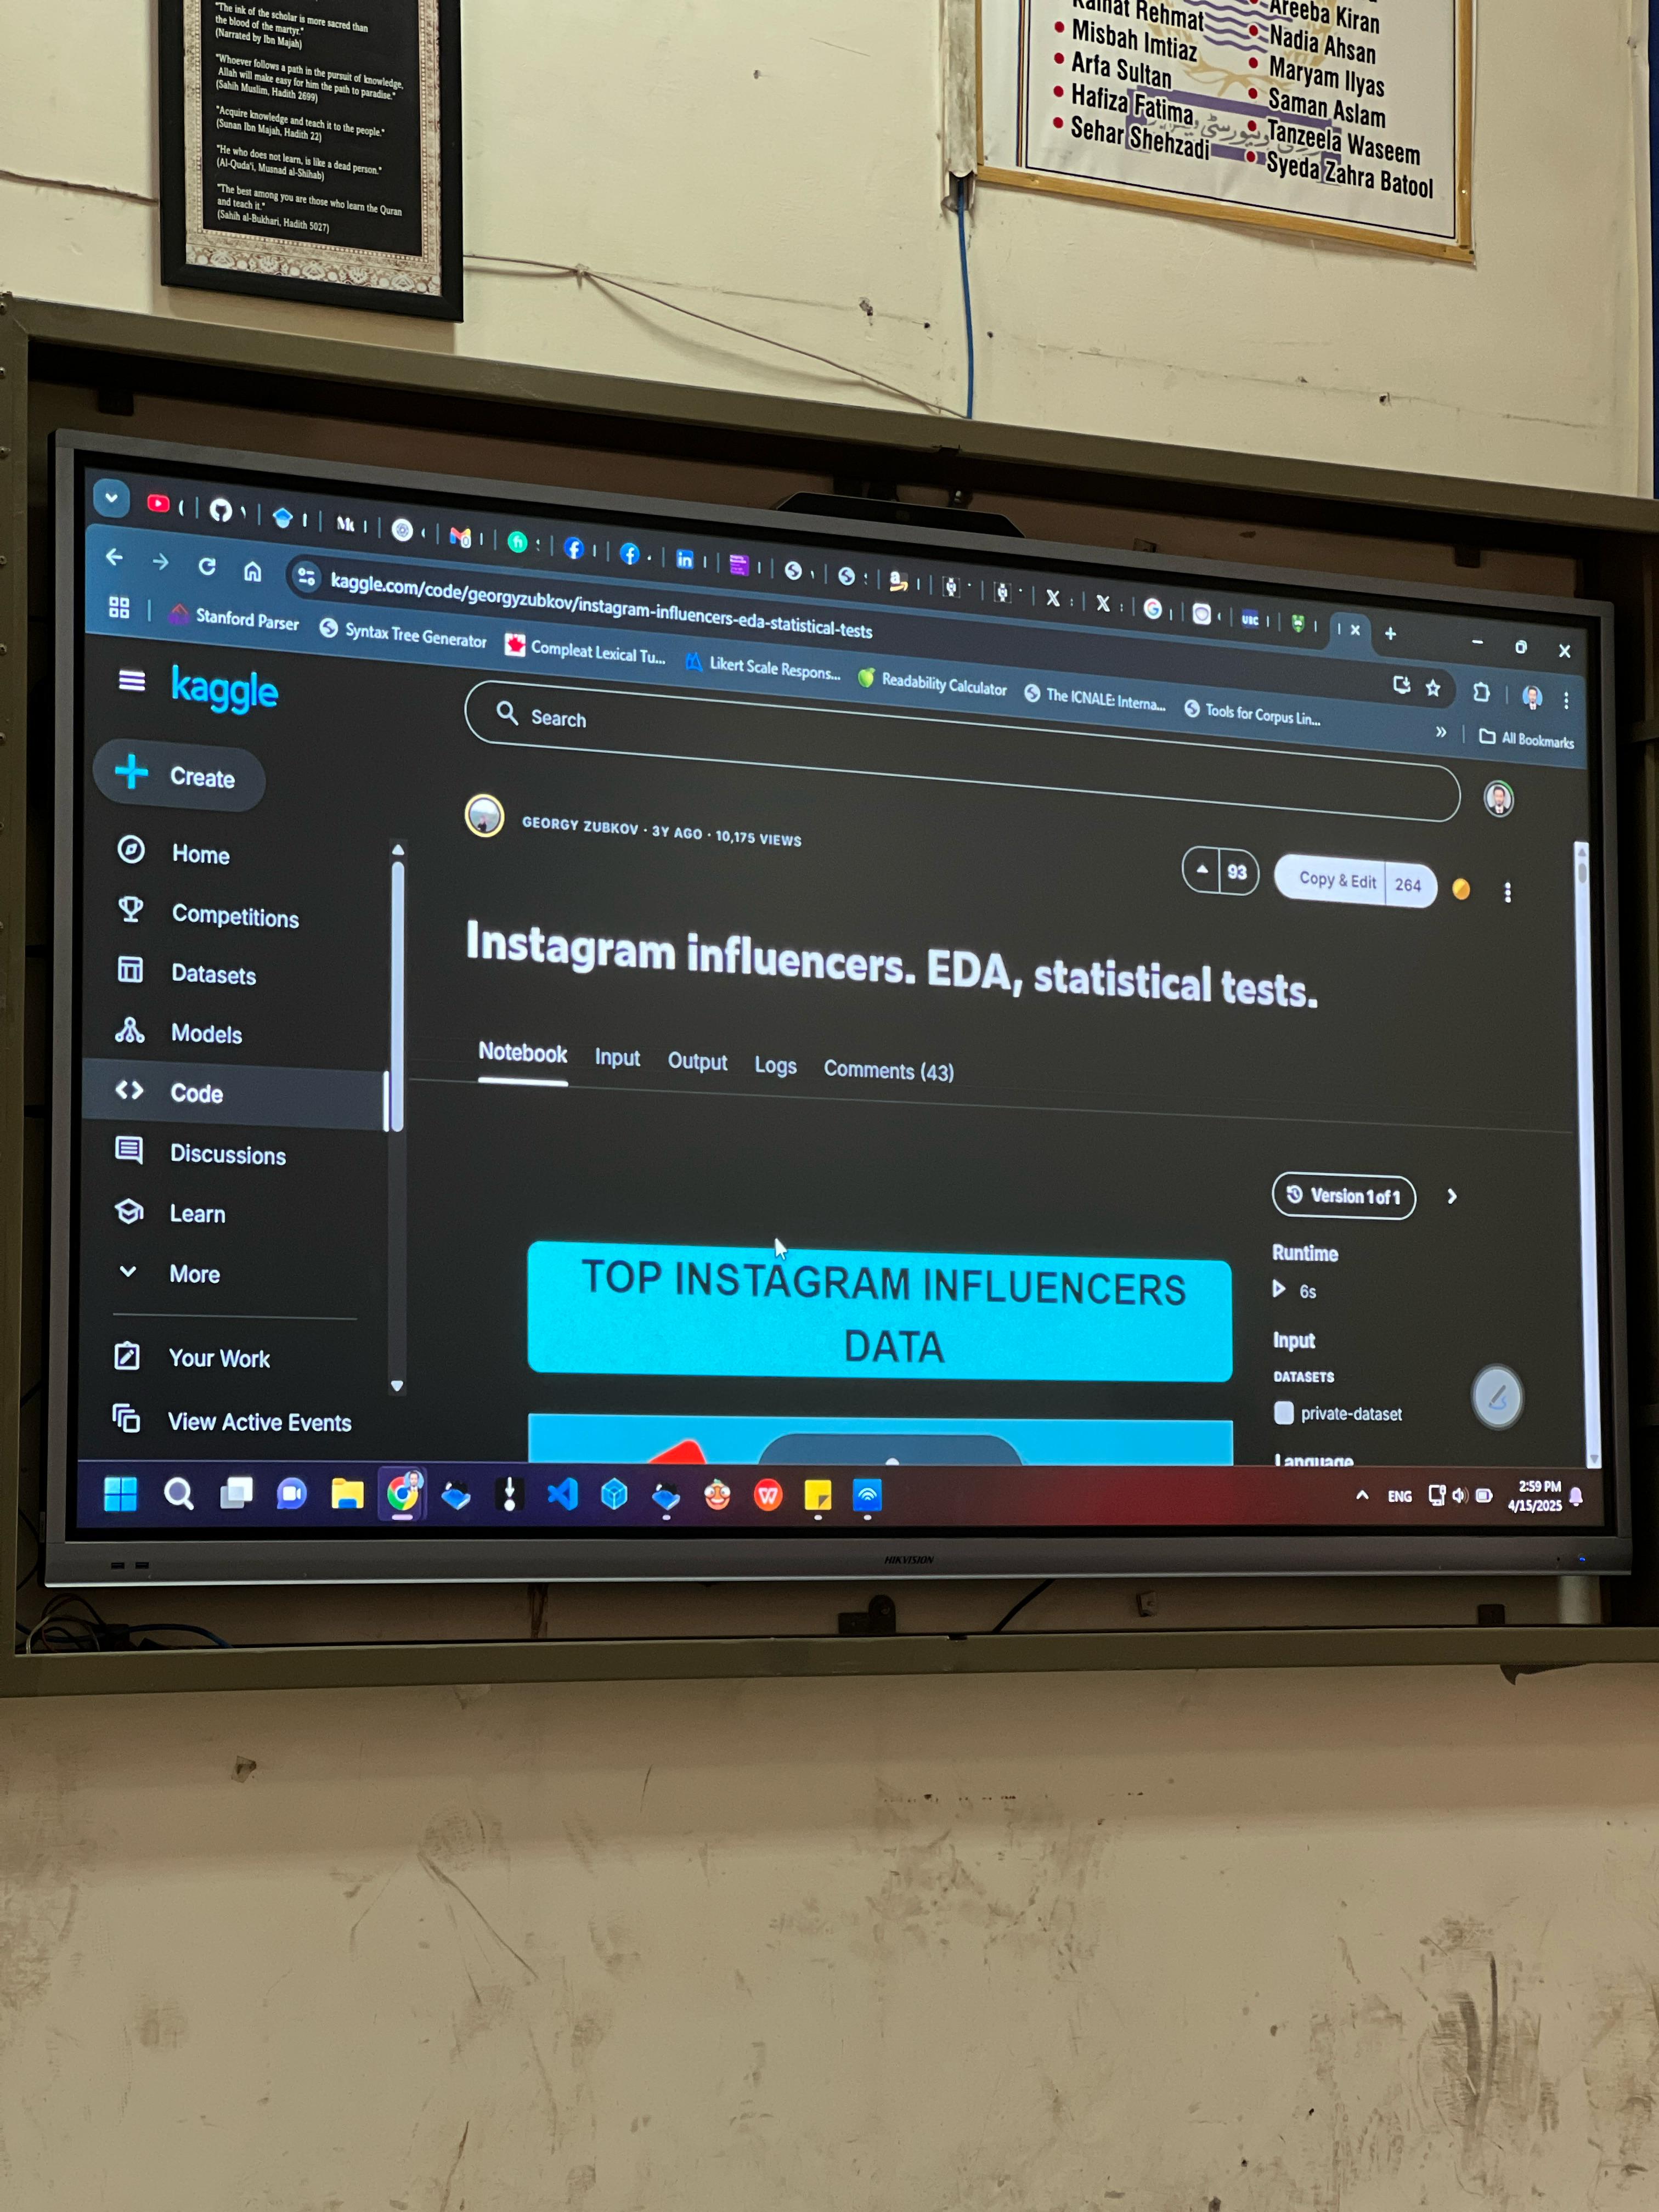 "The ink of the scholar is more sacred than
the blood of the martyr."
(Narrated by Ibn Majah)
"Whoever follows a path in the pursuit of knowledge,
Allah will make easy for him the path to paradise."
(Sahih Muslim, Hadith 2699)
"Acquire knowledge and teach it to the people."
(Sunan Ibn Majah, Hadith 22)
"He who does not learn, is like a dead person."
(Al-Quda'i, Musnad al-Shihab)
"The best among you are those who learn the Quran
and teach it."
(Sahih al-Bukhari, Hadith 5027)
Rehmat
Misbah Imtiaz
Arfa Sultan
Hafiza Fatima
Sehar Shehzadi
Areeba Kiran
Nadia Ahsan
Maryam Ilyas
Saman Aslam
Tanzeela Waseem
Syeda Zahra Batool
kaggle.com/code/georgyzubkov/instagram-influencers-eda-statistical-tests
Stanford Parser
Syntax Tree Generator
Compleat Lexical Tu...
Likert Scale Respons...
Readability Calculator
The ICNALE: Interna...
Tools for Corpus Lin...
All Bookmarks
kaggle
Search
Create
Home
Competitions
Datasets
Models
Code
Discussions
Learn
More
Your Work
View Active Events
GEORGY ZUBKOV · 3Y AGO · 10,175 VIEWS
93
Copy & Edit 264
Instagram influencers. EDA, statistical tests.
Notebook Input Output Logs Comments (43)
TOP INSTAGRAM INFLUENCERS
DATA
Version 1 of 1
Runtime
6s
Input
DATASETS
private-dataset
Language
ENG
2:59 PM
4/15/2025
HIKVISION